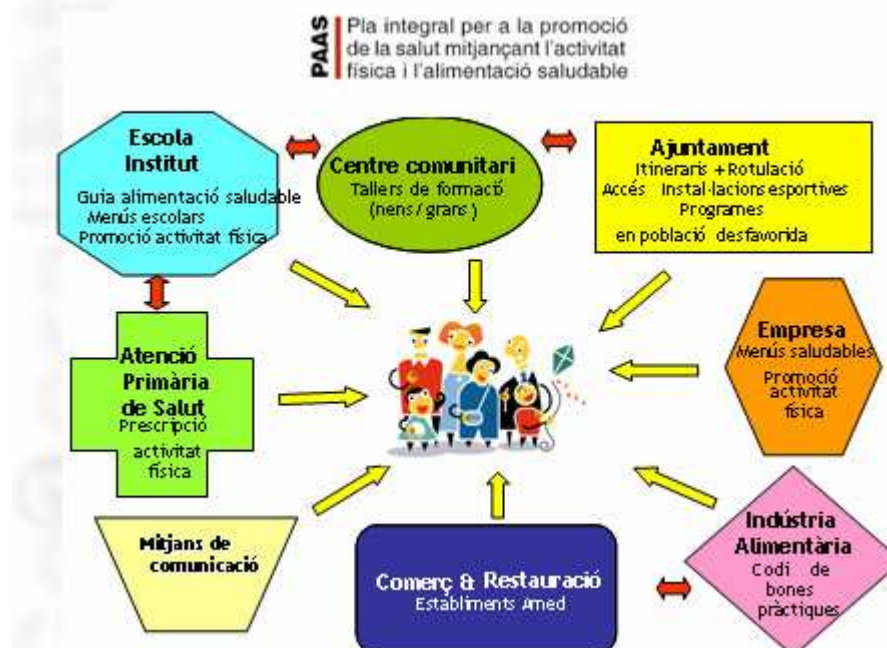 PAAS
Pla integral per a la promoció
de la salut mitjançant l'activitat
física i l'alimentació saludable
Escola
Institut
Guia alimentació saludable
Menús escolars
Promoció activitat física
Centre comunitari
Tallers de formació
(nens / grans )
Ajuntament
Itineraris + Rotulació
Accés Instal·lacions esportives
Programes
en població desfavorida
Atenció
Primària
de Salut
Prescripció
activitat
física
Empresa
Menús saludables
Promoció
activitat
física
Mitjans de
comunicació
Comerç & Restauració
Establiments Amed
Indústria
Alimentària
Codi de
bones
pràctiques